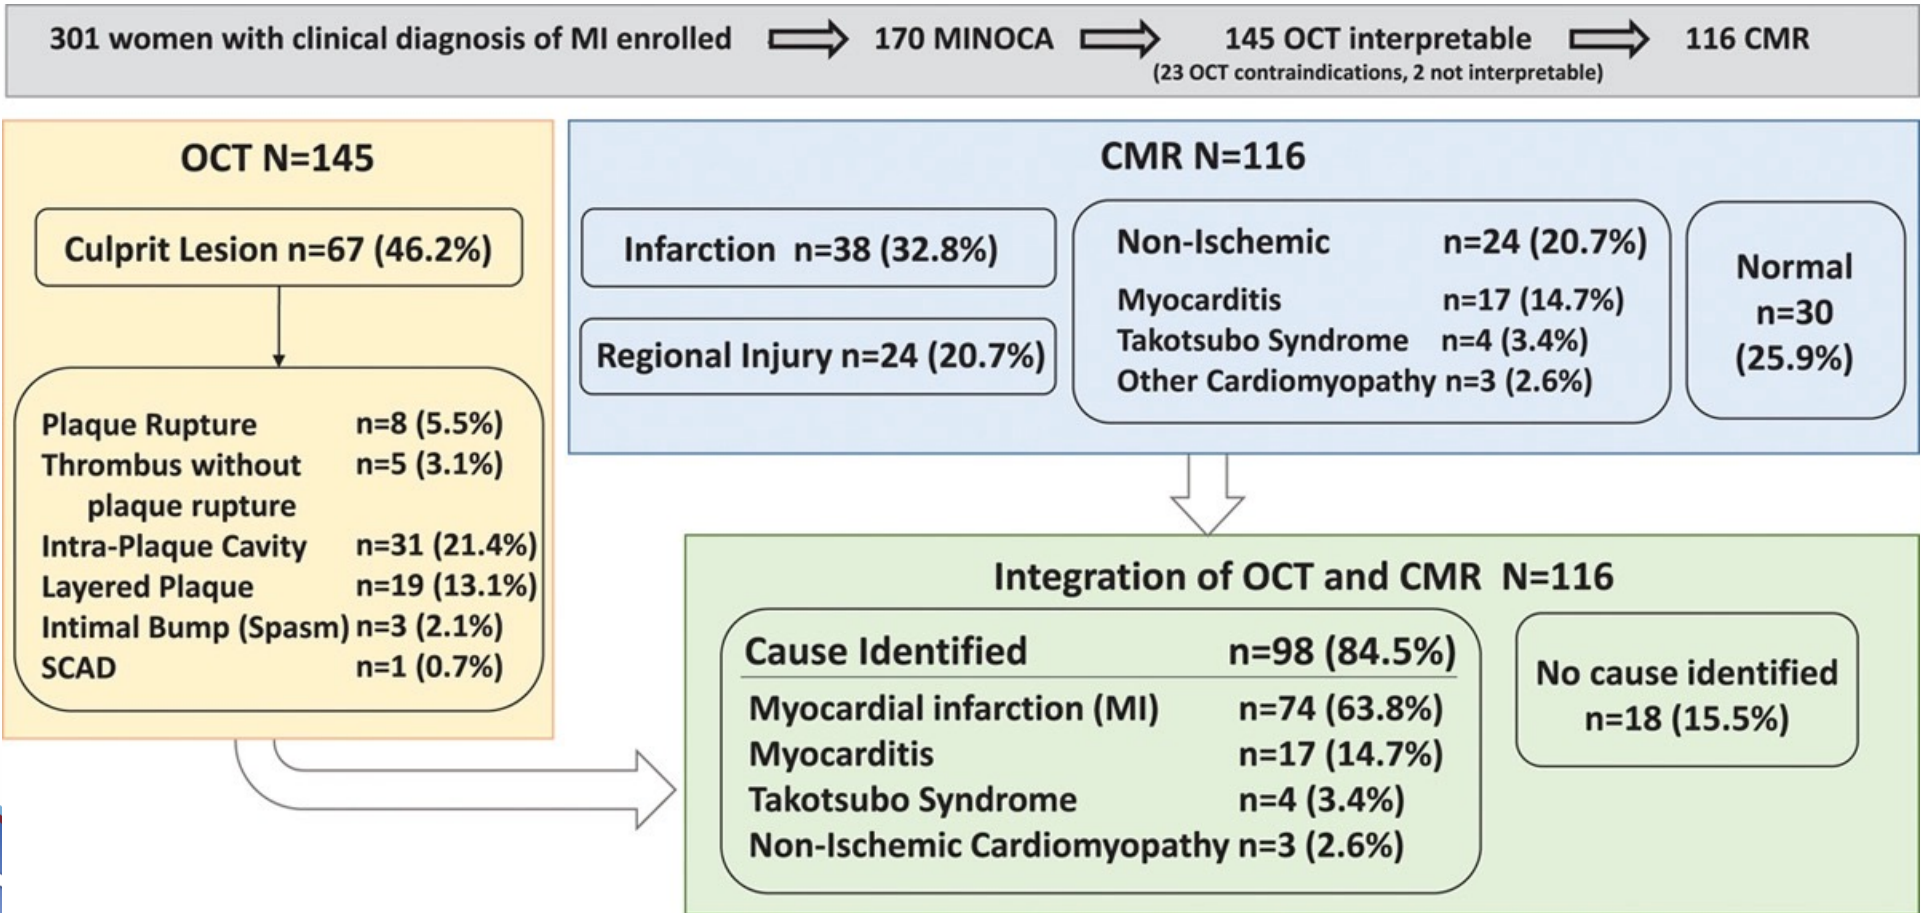 301 women with clinical diagnosis of MI enrolled
170 MINOCA
145 OCT interpretable
(23 OCT contraindications, 2 not interpretable)
116 CMR
OCT N=145
Culprit Lesion n=67 (46.2%)
Plaque Rupture n=8 (5.5%)
Thrombus without n=5 (3.1%)
plaque rupture
Intra-Plaque Cavity n=31 (21.4%)
Layered Plaque n=19 (13.1%)
Intimal Bump (Spasm) n=3 (2.1%)
SCAD n=1 (0.7%)
CMR N=116
Infarction n=38 (32.8%)
Regional Injury n=24 (20.7%)
Non-Ischemic n=24 (20.7%)
Myocarditis n=17 (14.7%)
Takotsubo Syndrome n=4 (3.4%)
Other Cardiomyopathy n=3 (2.6%)
Normal
n=30
(25.9%)
Integration of OCT and CMR N=116
Cause Identified n=98 (84.5%)
Myocardial infarction (MI) n=74 (63.8%)
Myocarditis n=17 (14.7%)
Takotsubo Syndrome n=4 (3.4%)
Non-Ischemic Cardiomyopathy n=3 (2.6%)
No cause identified
n=18 (15.5%)